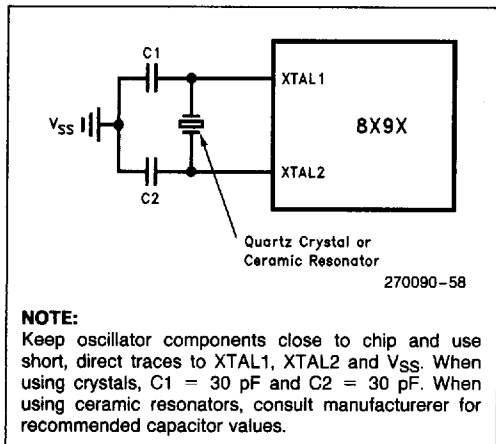 C1
XTAL1
V_SS
8X9X
XTAL2
C2
Quartz Crystal or
Ceramic Resonator
270090-58
NOTE:
Keep oscillator components close to chip and use
short, direct traces to XTAL1, XTAL2 and V_SS. When
using crystals, C1 = 30 pF and C2 = 30 pF. When
using ceramic resonators, consult manufacturerer for
recommended capacitor values.